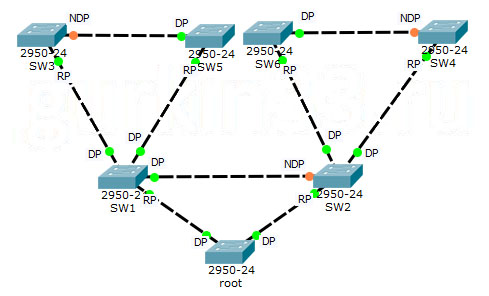 DP DP
NDP NDP
2950-24 2950-24 2950-24 2950-24
SW3 SW5 SW6 SW4
RP RP RP RP
DP DP DP DP
DP NDP
2950-24 2950-24
SW1 SW2
RP RP
DP DP
2950-24
root